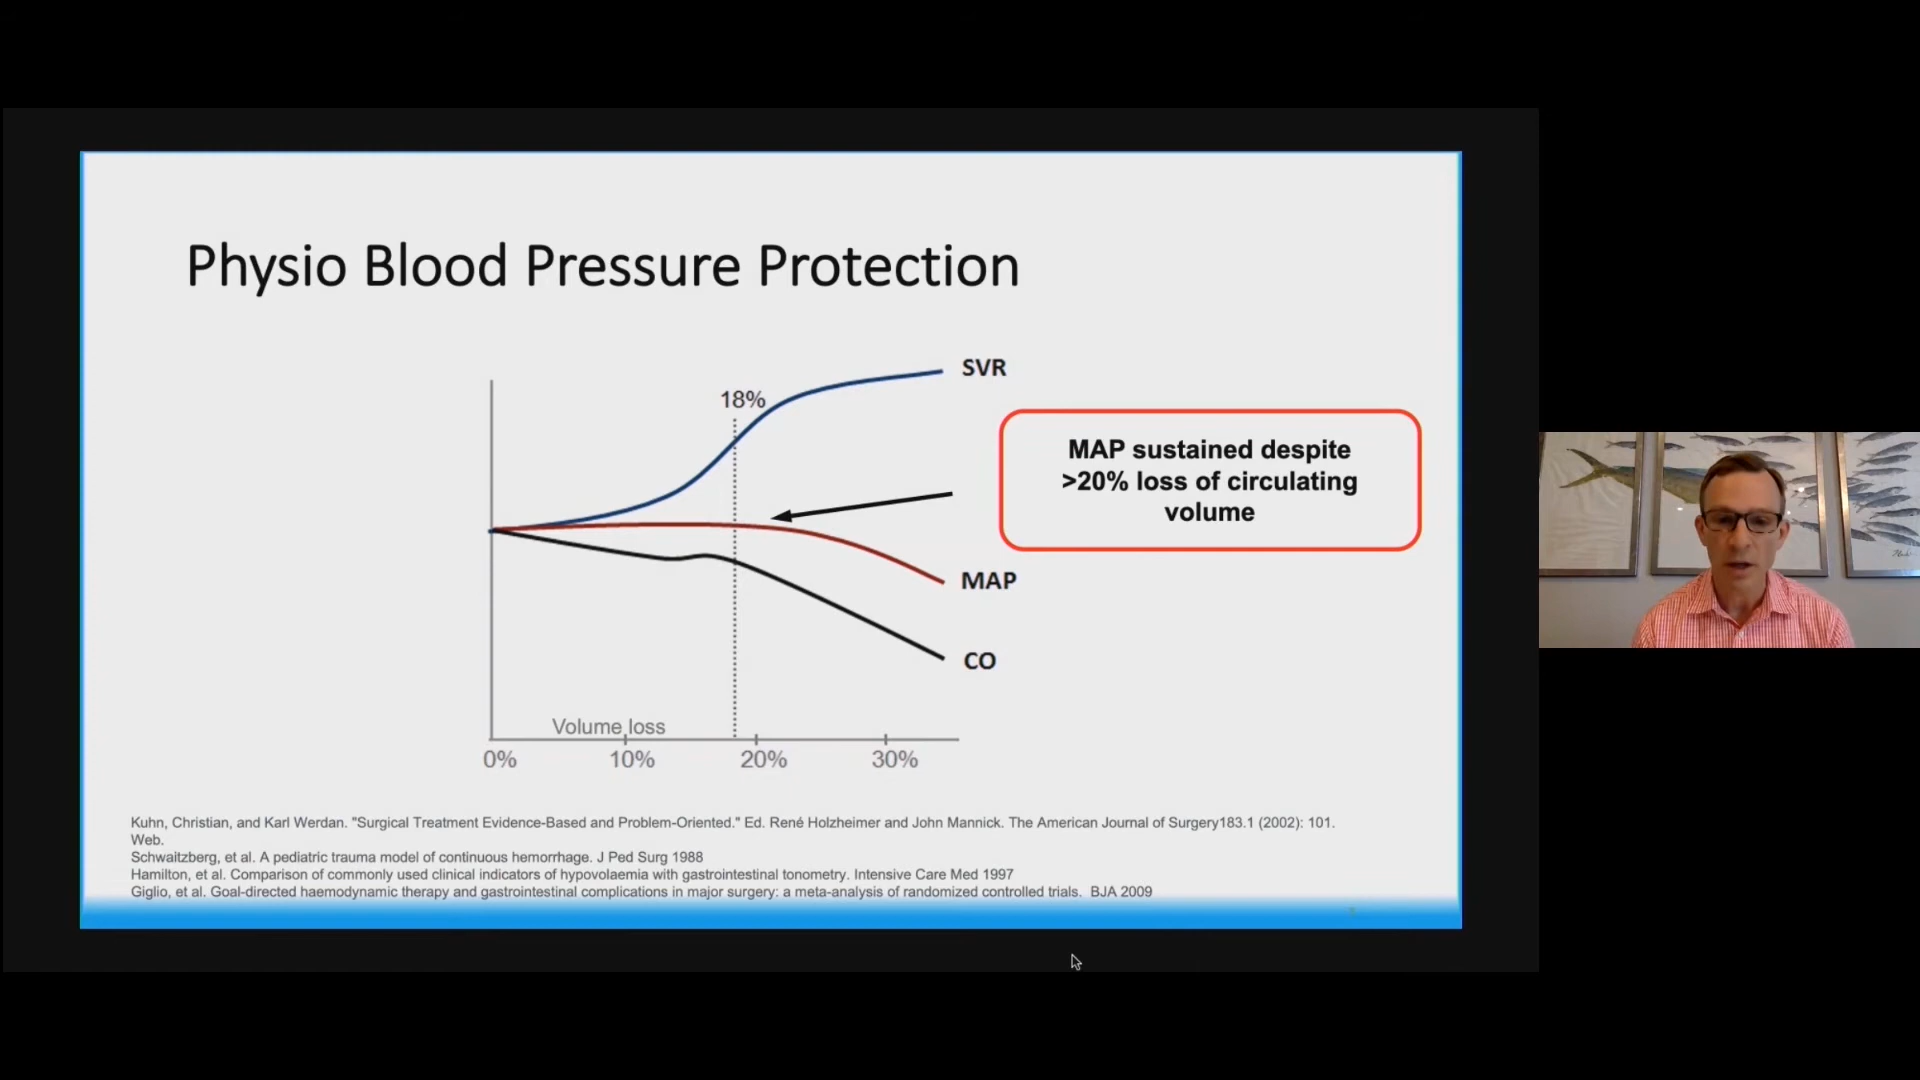 Physio Blood Pressure Protection
SVR
18%
MAP sustained despite
>20% loss of circulating
volume
MAP
CO
Volume loss
0%
10%
20%
30%
Kuhn, Christian, and Karl Werdan. "Surgical Treatment Evidence-Based and Problem-Oriented." Ed. René Holzheimer and John Mannick. The American Journal of Surgery183.1 (2002): 101.
Web.
Schwaitzberg, et al. A pediatric trauma model of continuous hemorrhage. J Ped Surg 1988
Hamilton, et al. Comparison of commonly used clinical indicators of hypovolaemia with gastrointestinal tonometry. Intensive Care Med 1997
Giglio, et al. Goal-directed haemodynamic therapy and gastrointestinal complications in major surgery: a meta-analysis of randomized controlled trials. BJA 2009